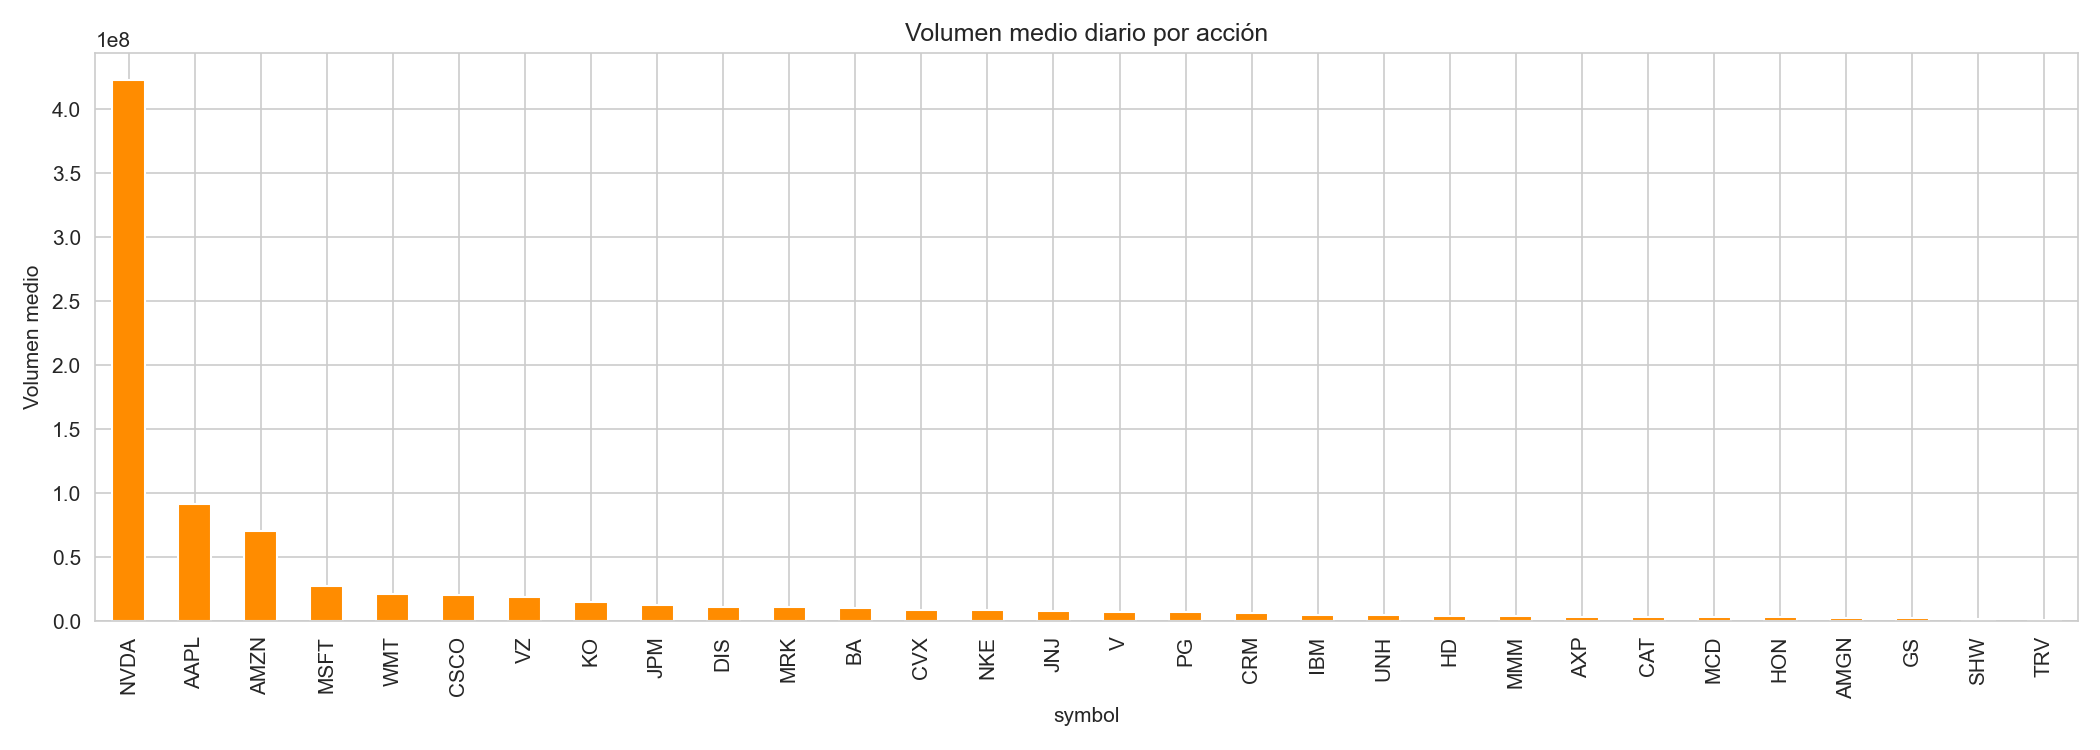 Volumen medio diario por acción
1e8
4.0
3.5
3.0
2.5
2.0
1.5
1.0
0.5
0.0
Volumen medio
NVDA AAPL AMZN MSFT WMT CSCO VZ KO JPM DIS MRK BA CVX NKE JNJ V PG CRM IBM UNH HD MMM AXP CAT MCD HON AMGN GS SHW TRV
symbol